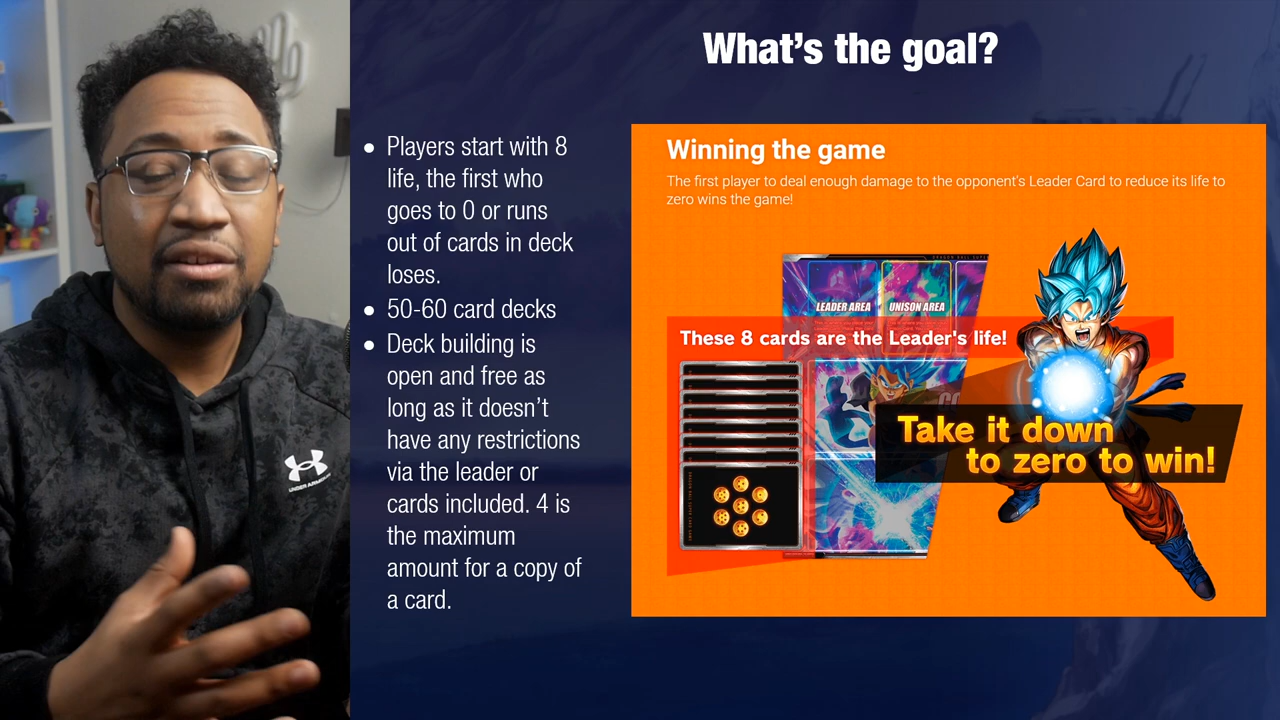 What's the goal?
Players start with 8
life, the first who
goes to 0 or runs
out of cards in deck
loses.
50-60 card decks
Deck building is
open and free as
long as it doesn't
have any restrictions
via the leader or
cards included. 4 is
the maximum
amount for a copy of
a card.
Winning the game
The first player to deal enough damage to the opponent's Leader Card to reduce its life to
zero wins the game!
LEADER AREA
UNISON AREA
These 8 cards are the Leader's life!
Take it down
to zero to win!
UNDER ARMOUR